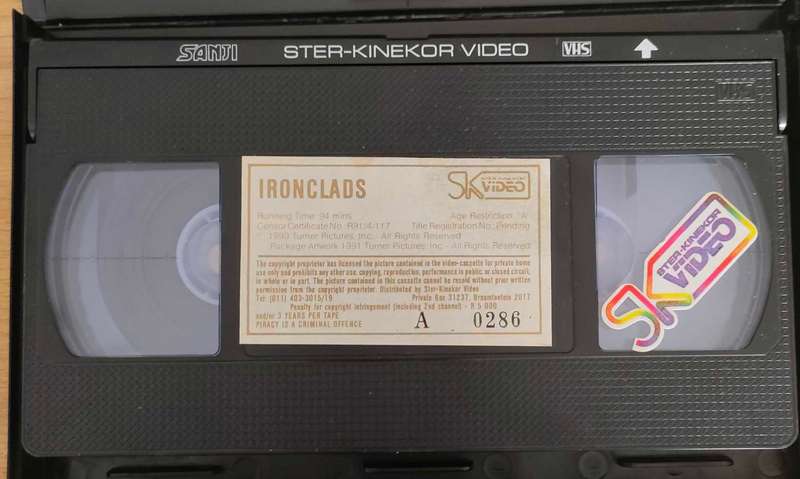 SANJI STER-KINEKOR VIDEO VHS
VHS
IRONCLADS
SK STER-KINEKOR VIDEO
Running Time: 94 mins. Age Restriction: 'A'
Censor Certificate No.: Title Registration No.: Pending
© 1990 Turner Pictures, Inc. All Rights Reserved
Package Artwork 1991 Turner Pictures, Inc - All Rights Reserved
The copyright proprietor has licensed the picture contained in the video-cassette for private home
use only and prohibits any other use, copying, reproduction, performance in public, or closed circuit,
in whole or in part. The picture contained in this cassette cannot be record without prior written
permission from the copyright proprietor. Distributed by Ster-Kinekor Video
Tel: (011) 403-3015/19 Private Bag 31237, Braamfontein 2017
Penalty for copyright infringement (including 2nd channel) - R 5 000
and/or 3 YEARS PER TAPE
PIRACY IS A CRIMINAL OFFENCE A 0286
STER-KINEKOR
SK VIDEO